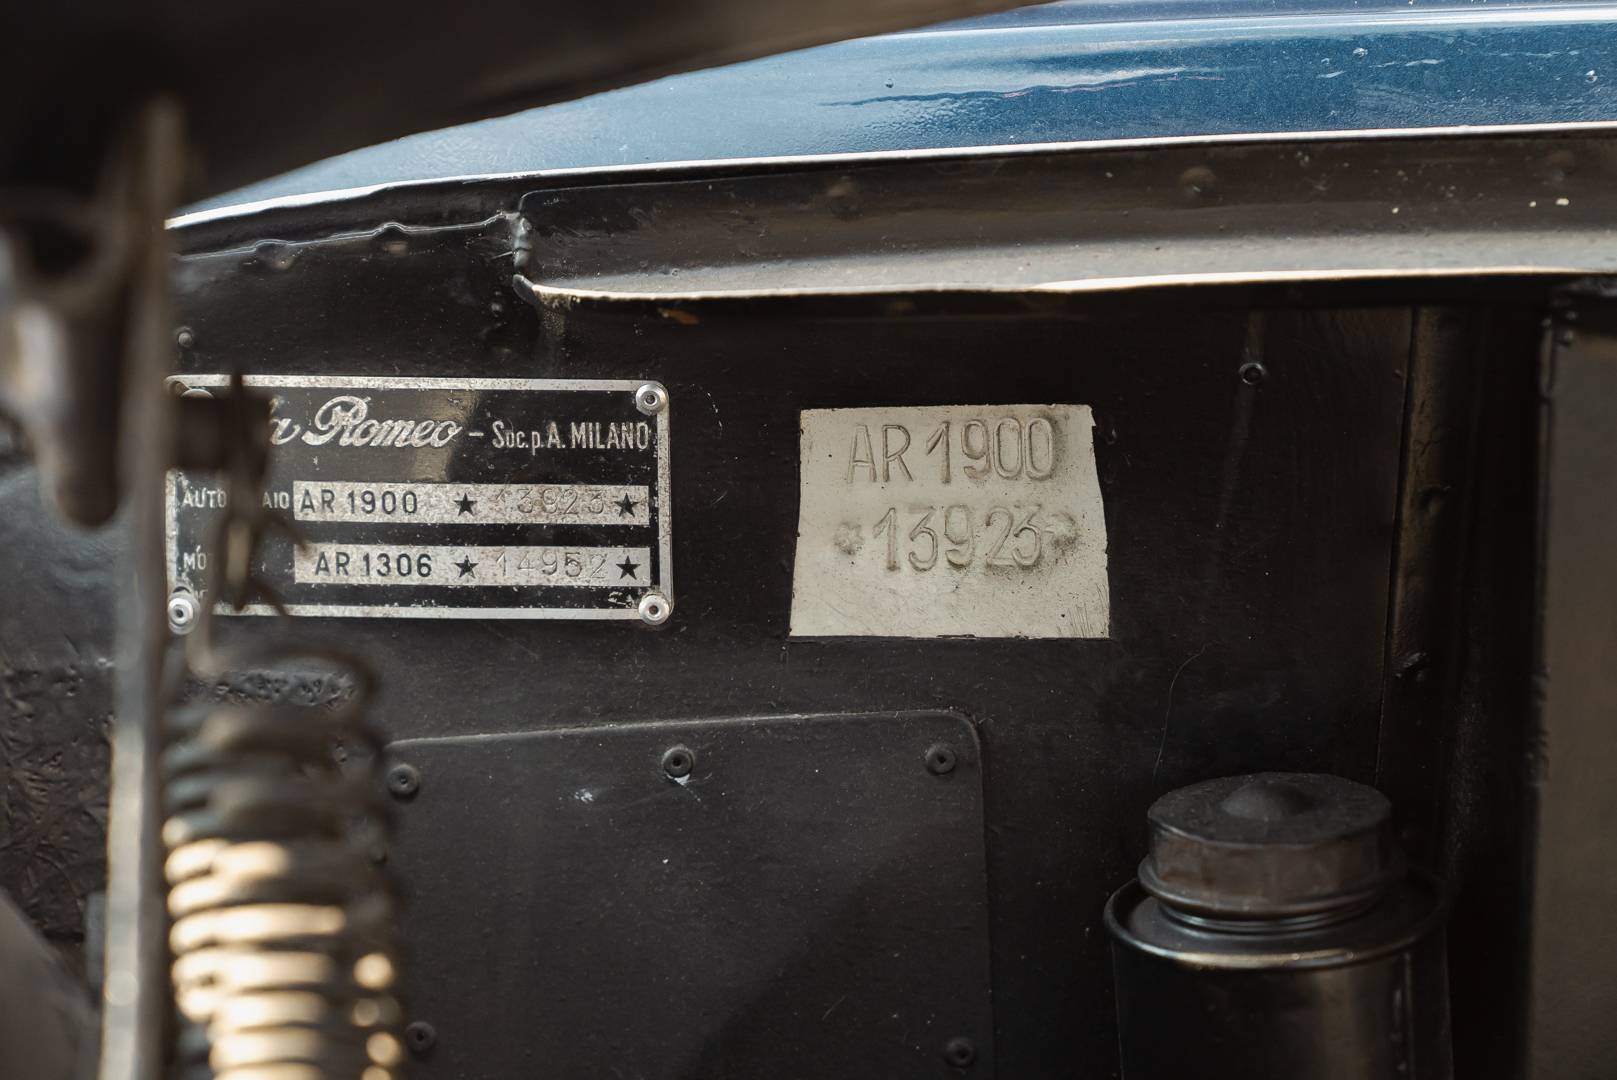 Romeo - Soc.p.A. MILANO
AR 1900 ★ 13923 ★
AR 1306 ★ 14952 ★
AR 1900
*13923*